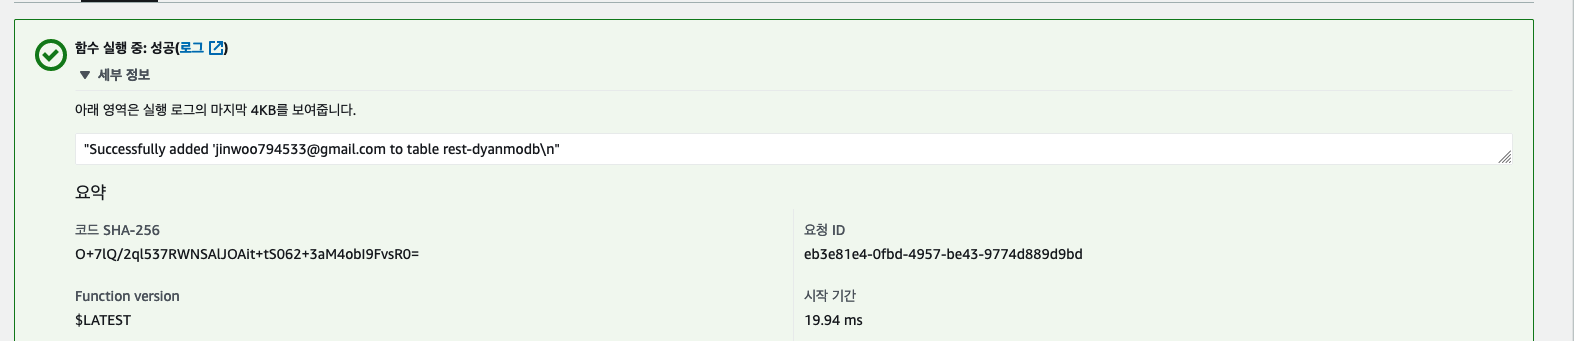 함수 실행 중: 성공(로그)
▼ 세부 정보
아래 영역은 실행 로그의 마지막 4KB를 보여줍니다.
"Successfully added 'jinwoo794533@gmail.com to table rest-dyanmodb\n"
요약
코드 SHA-256
O+7lQ/2ql537RWNSAlJOAit+tS062+3aM4obI9FvsR0=
요청 ID
eb3e81e4-0fbd-4957-be43-9774d889d9bd
Function version
$LATEST
시작 기간
19.94 ms